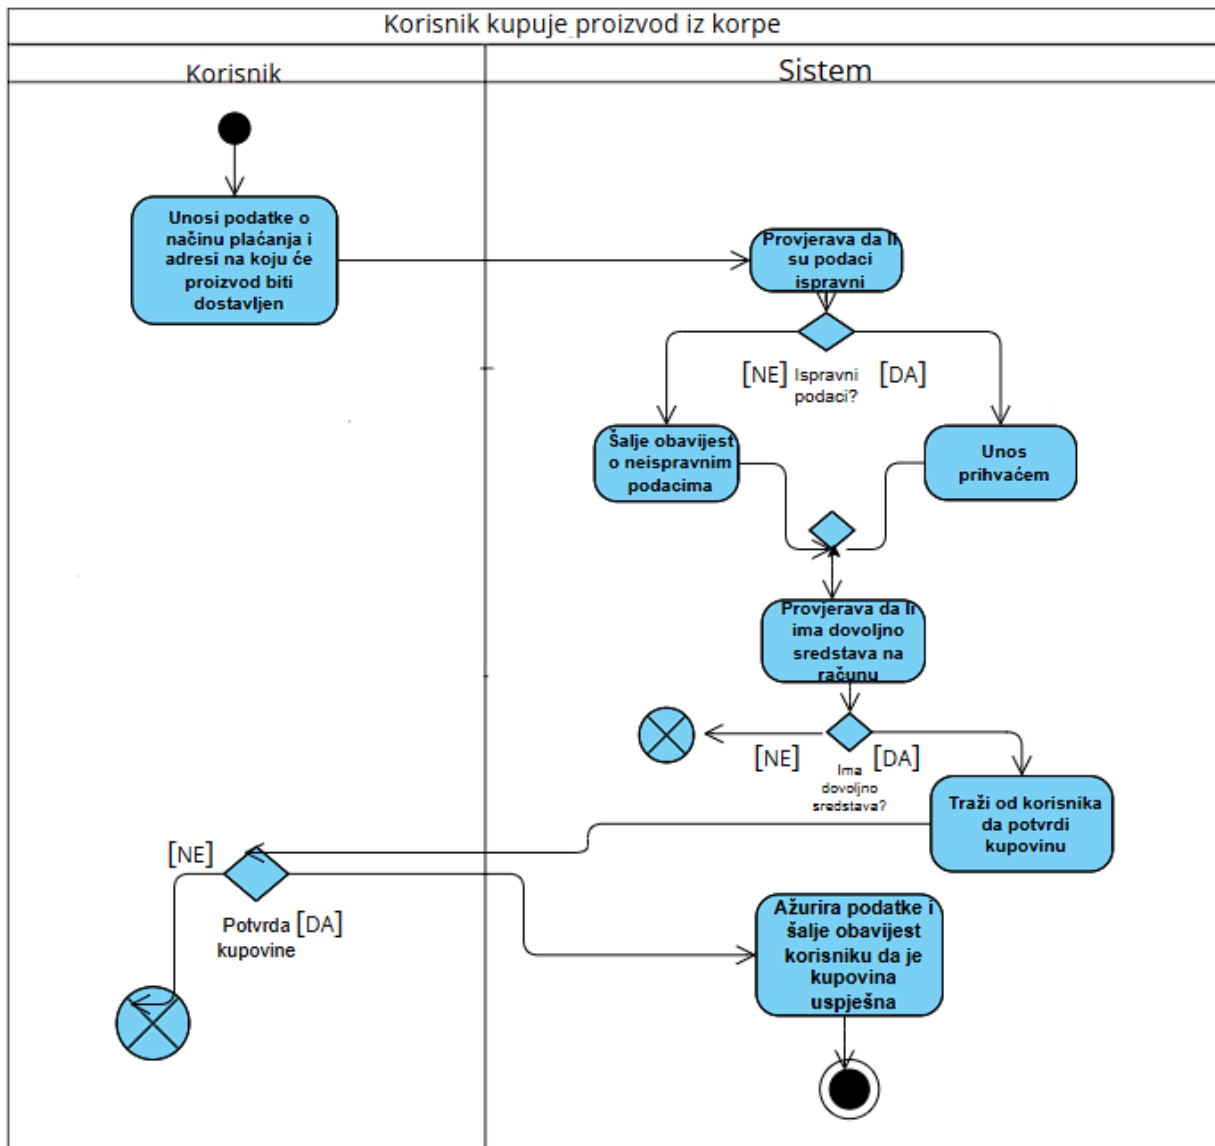 Korisnik kupuje proizvod iz korpe
Korisnik
Sistem
Unosi podatke o
načinu plaćanja i
adresi na koju će
proizvod biti
dostavljen
Provjerava da li
su podaci
ispravni
[NE]
Ispravni
podaci?
[DA]
Šalje obavijest
o neispravnim
podacima
Unos
prihvaćem
Provjerava da li
ima dovoljno
sredstava na
računu
[NE]
Ima
dovoljno
sredstava?
[DA]
Traži od korisnika
da potvrdi
kupovinu
[NE]
Potvrda
kupovine
[DA]
Ažurira podatke i
šalje obavijest
korisniku da je
kupovina
uspješna